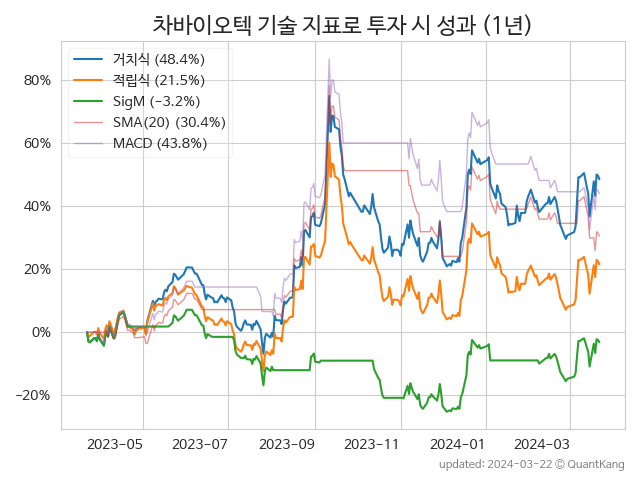 차바이오텍 기술 지표로 투자 시 성과 (1년)
거치식 (48.4%)
적립식 (21.5%)
SigM (−3.2%)
SMA(20) (30.4%)
MACD (43.8%)
80%
60%
40%
20%
0%
−20%
2023−05 2023−07 2023−09 2023−11 2024−01 2024−03
updated: 2024−03−22 © QuantKang